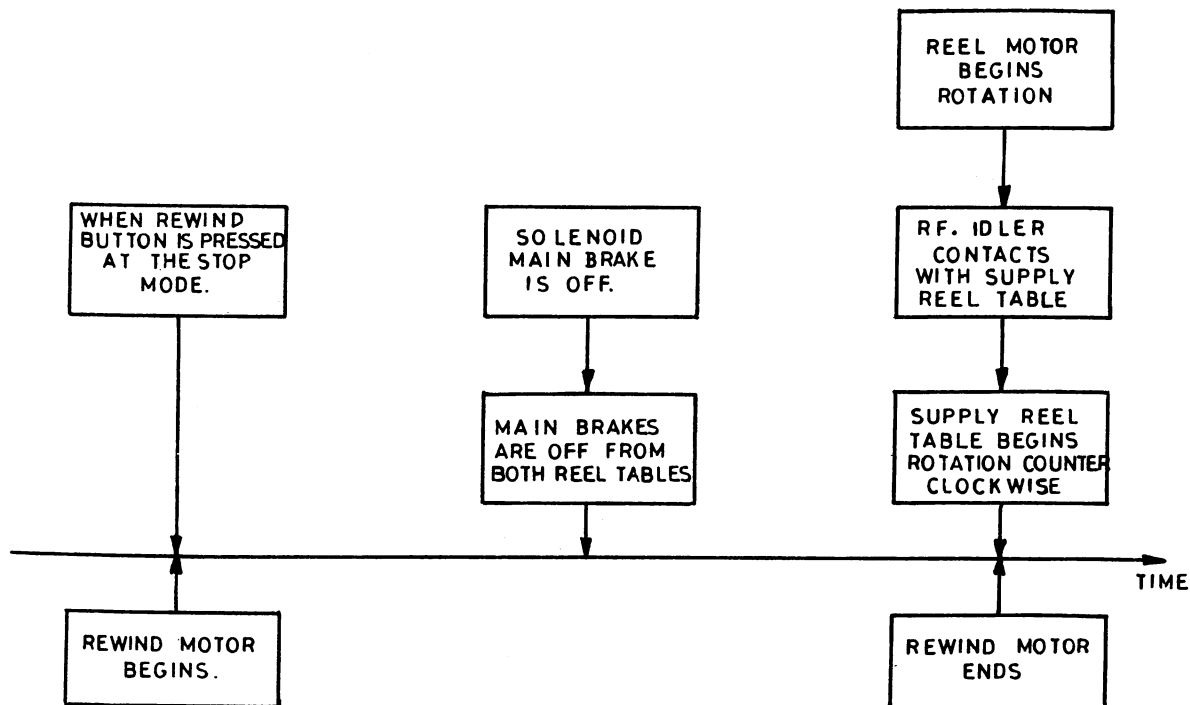 REEL MOTOR
BEGINS
ROTATION
WHEN REWIND
BUTTON IS PRESSED
AT THE STOP
MODE.
SOLENOID
MAIN BRAKE
IS OFF.
RF. IDLER
CONTACTS
WITH SUPPLY
REEL TABLE
MAIN BRAKES
ARE OFF FROM
BOTH REEL TABLES
SUPPLY REEL
TABLE BEGINS
ROTATION COUNTER
CLOCKWISE
TIME
REWIND MOTOR
BEGINS.
REWIND MOTOR
ENDS